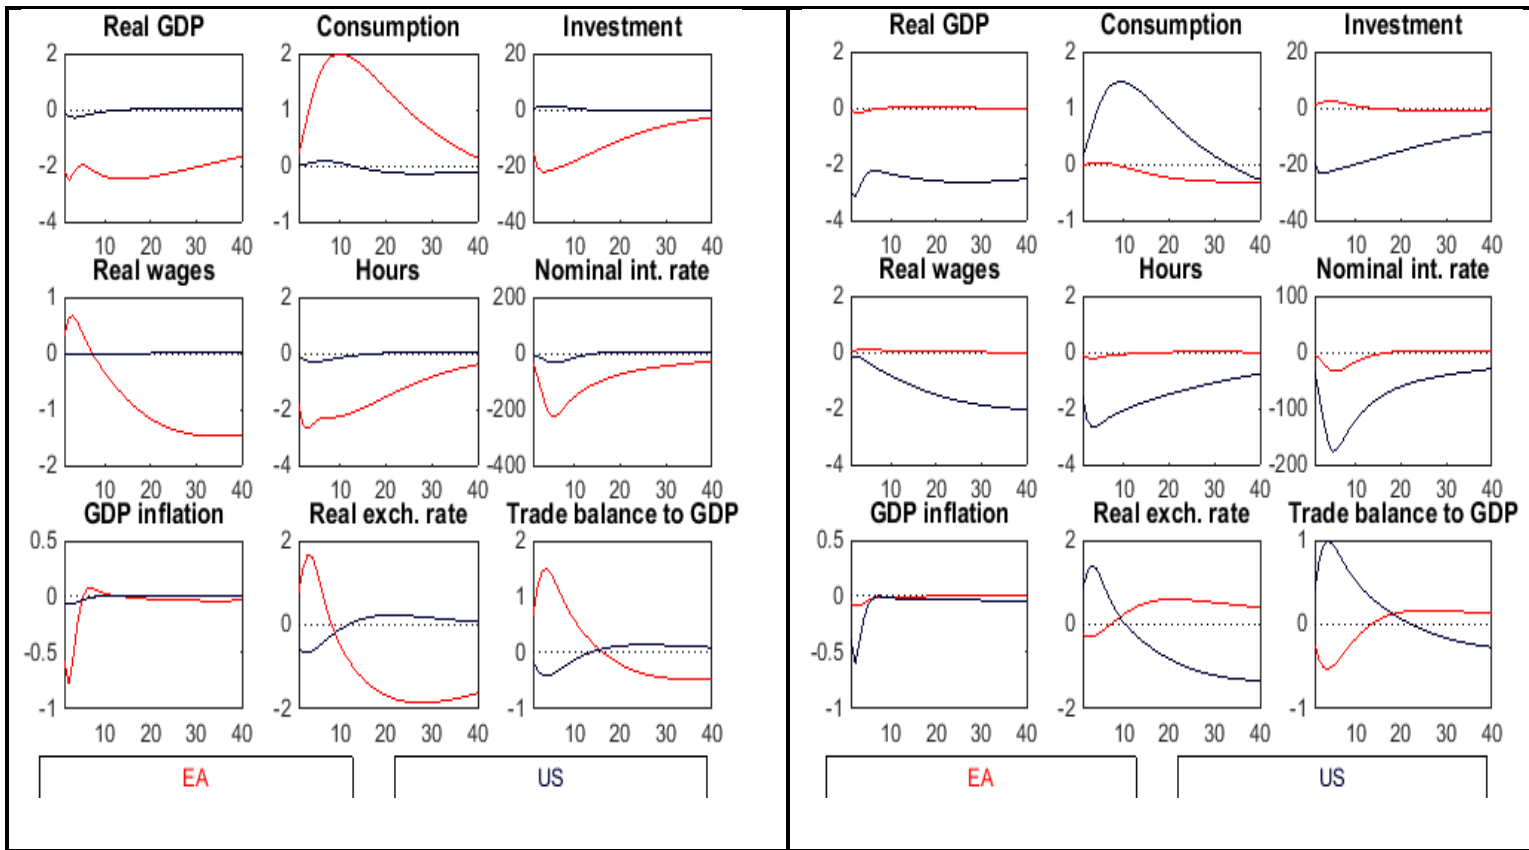 Real GDP Consumption Investment
2 2 20
0 1 0
-2 0 -20
-4 -1 -40
10 20 30 40 10 20 30 40 10 20 30 40
Real wages Hours Nominal int. rate
1 2 200
0 0 0
-1 -2 -200
-2 -4 -400
10 20 30 40 10 20 30 40 10 20 30 40
GDP inflation Real exch. rate Trade balance to GDP
0.5 2 2
0 0 1
-0.5 -2 0
-1 -1
10 20 30 40 10 20 30 40 10 20 30 40
EA US
Real GDP Consumption Investment
2 2 20
0 1 0
-2 0 -20
-4 -1 -40
10 20 30 40 10 20 30 40 10 20 30 40
Real wages Hours Nominal int. rate
2 2 100
0 0 0
-2 -2 -100
-4 -4 -200
10 20 30 40 10 20 30 40 10 20 30 40
GDP inflation Real exch. rate Trade balance to GDP
0.5 2 1
0 0 0
-0.5
-1 -2 -1
10 20 30 40 10 20 30 40 10 20 30 40
EA US